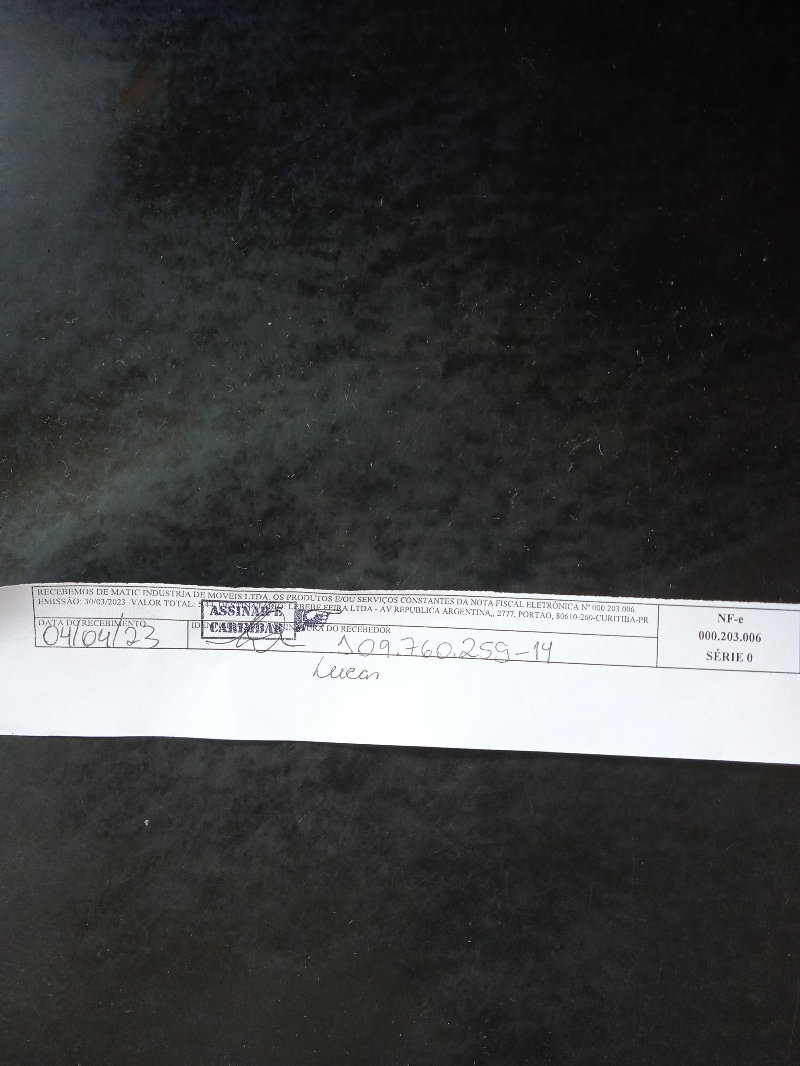 RECEBEMOS DE MATIC INDUSTRIA DE MOVEIS LTDA. OS PRODUTOS E/OU SERVIÇOS CONSTANTES DA NOTA FISCAL ELETRÔNICA Nº 000 203 006.
EMISSÃO: 30/03/2023 VALOR TOTAL: LEBEBE FEIRA LTDA - AV REPUBLICA ARGENTINA,, 2777, PORTAO, 80610-260-CURITIBA-PR
ASSINAR E
CARIMBAR
DATA DO RECEBIMENTO
DO RECEBEDOR
04/04/23
109.760.259-14
Lucas
NF-e
000.203.006
SÉRIE 0